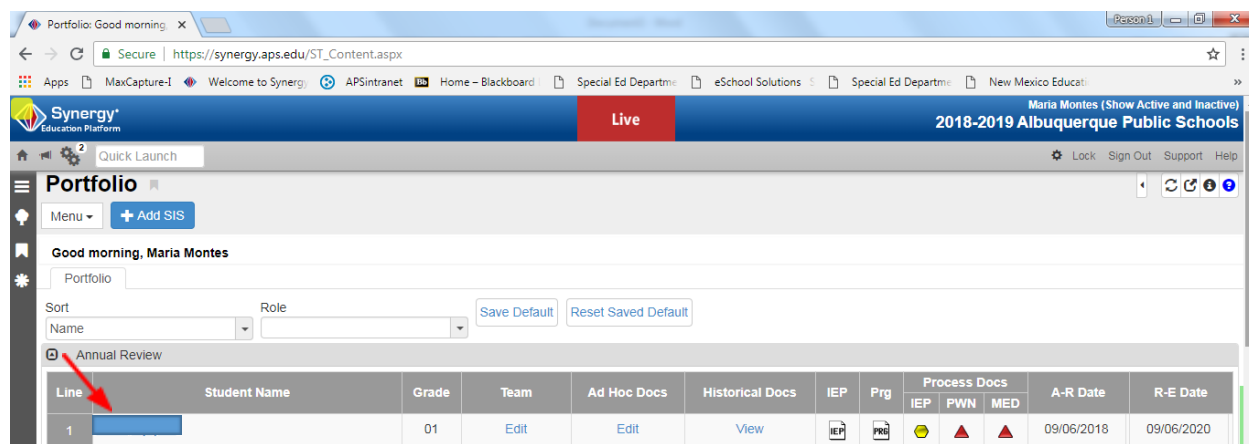 Portfolio: Good morning,
Person 1
Secure | https://synergy.aps.edu/ST_Content.aspx
Apps MaxCapture-I Welcome to Synergy APSintranet Bb Home – Blackboard Special Ed Departme eSchool Solutions S Special Ed Departme New Mexico Educati »
Synergy
Education Platform
Live
Maria Montes (Show Active and Inactive)
2018-2019 Albuquerque Public Schools
2 Quick Launch Lock Sign Out Support Help
Portfolio
Menu + Add SIS
Good morning, Maria Montes
Portfolio
Sort Role Save Default Reset Saved Default
Name
Annual Review
Line Student Name Grade Team Ad Hoc Docs Historical Docs IEP Prg Process Docs A-R Date R-E Date
IEP PWN MED
1 01 Edit Edit View IEP PRG 09/06/2018 09/06/2020